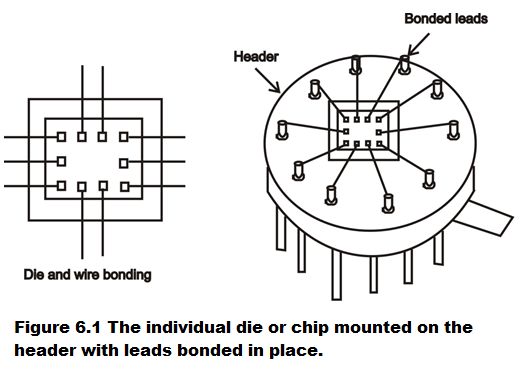 Bonded leads
Header
Die and wire bonding
Figure 6.1 The individual die or chip mounted on the
header with leads bonded in place.